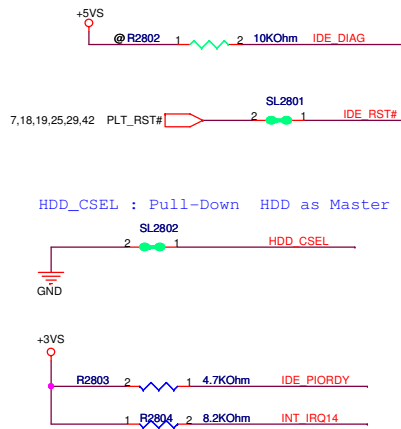 +5VS
@ R2802 1 2 10KOhm IDE_DIAG
SL2801
7,18,19,25,29,42 PLT_RST# 2 1 IDE_RST#
HDD_CSEL : Pull-Down HDD as Master
SL2802
2 1 HDD_CSEL
GND
+3VS
R2803 2 1 4.7KOhm IDE_PIORDY
1 R2804 2 8.2KOhm INT_IRQ14